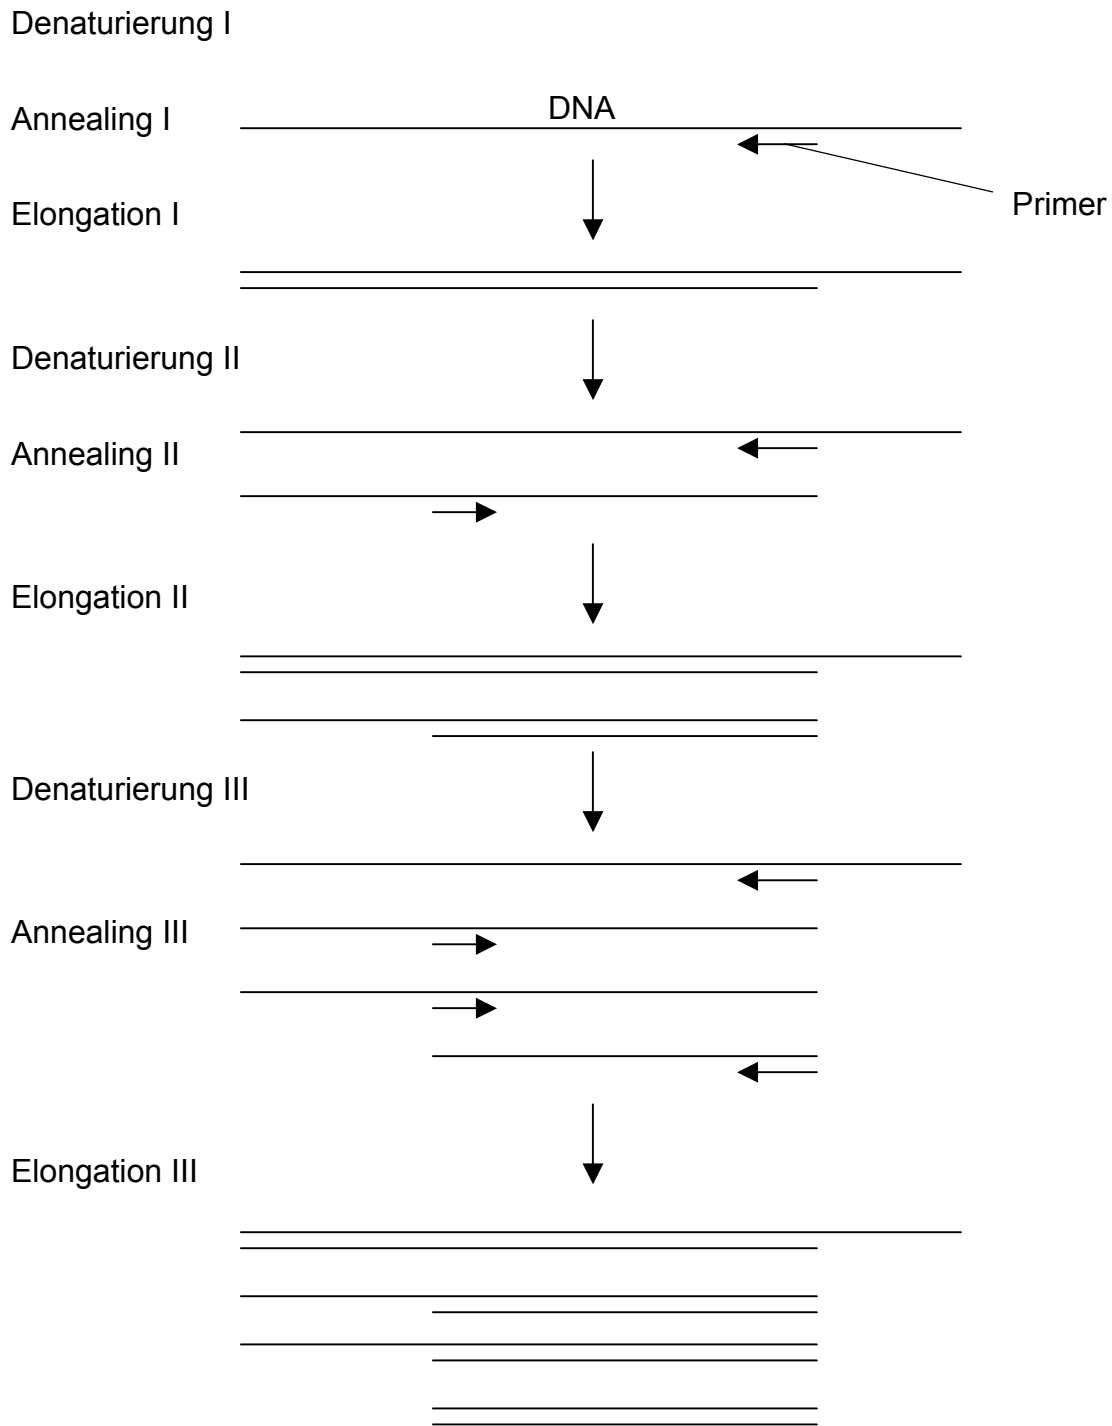 Denaturierung I
DNA
Annealing I
Primer
Elongation I
Denaturierung II
Annealing II
Elongation II
Denaturierung III
Annealing III
Elongation III